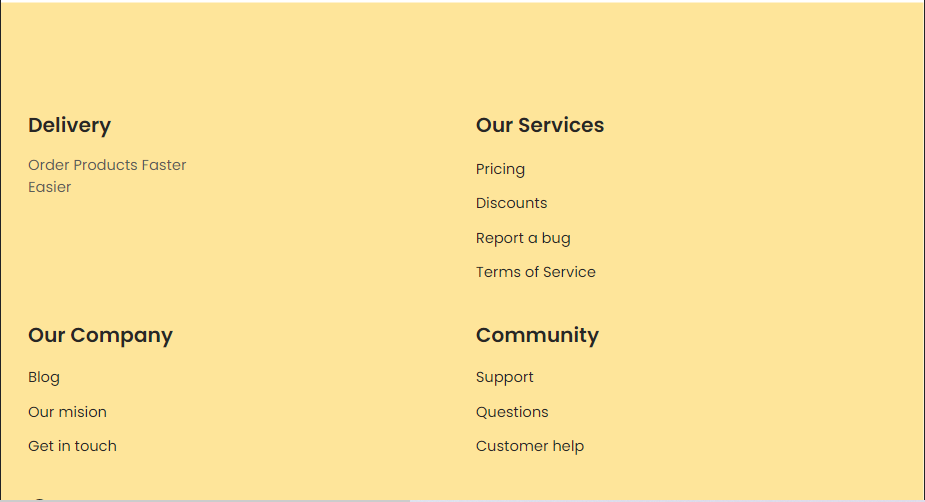 Delivery
Order Products Faster
Easier
Our Services
Pricing
Discounts
Report a bug
Terms of Service
Our Company
Blog
Our mision
Get in touch
Community
Support
Questions
Customer help